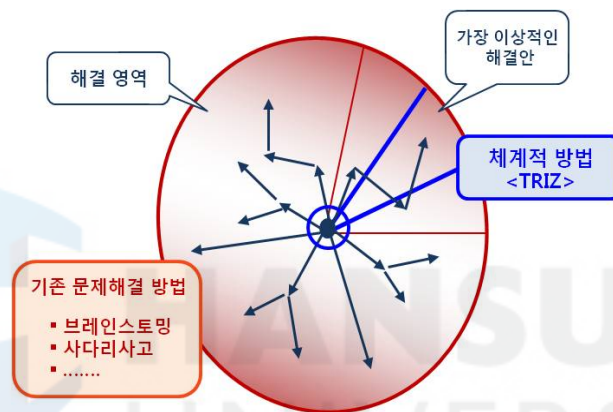 해결 영역
가장 이상적인
해결안
체계적 방법
<TRIZ>
기존 문제해결 방법
▪ 브레인스토밍
▪ 사다리사고
▪ .......
HANSU